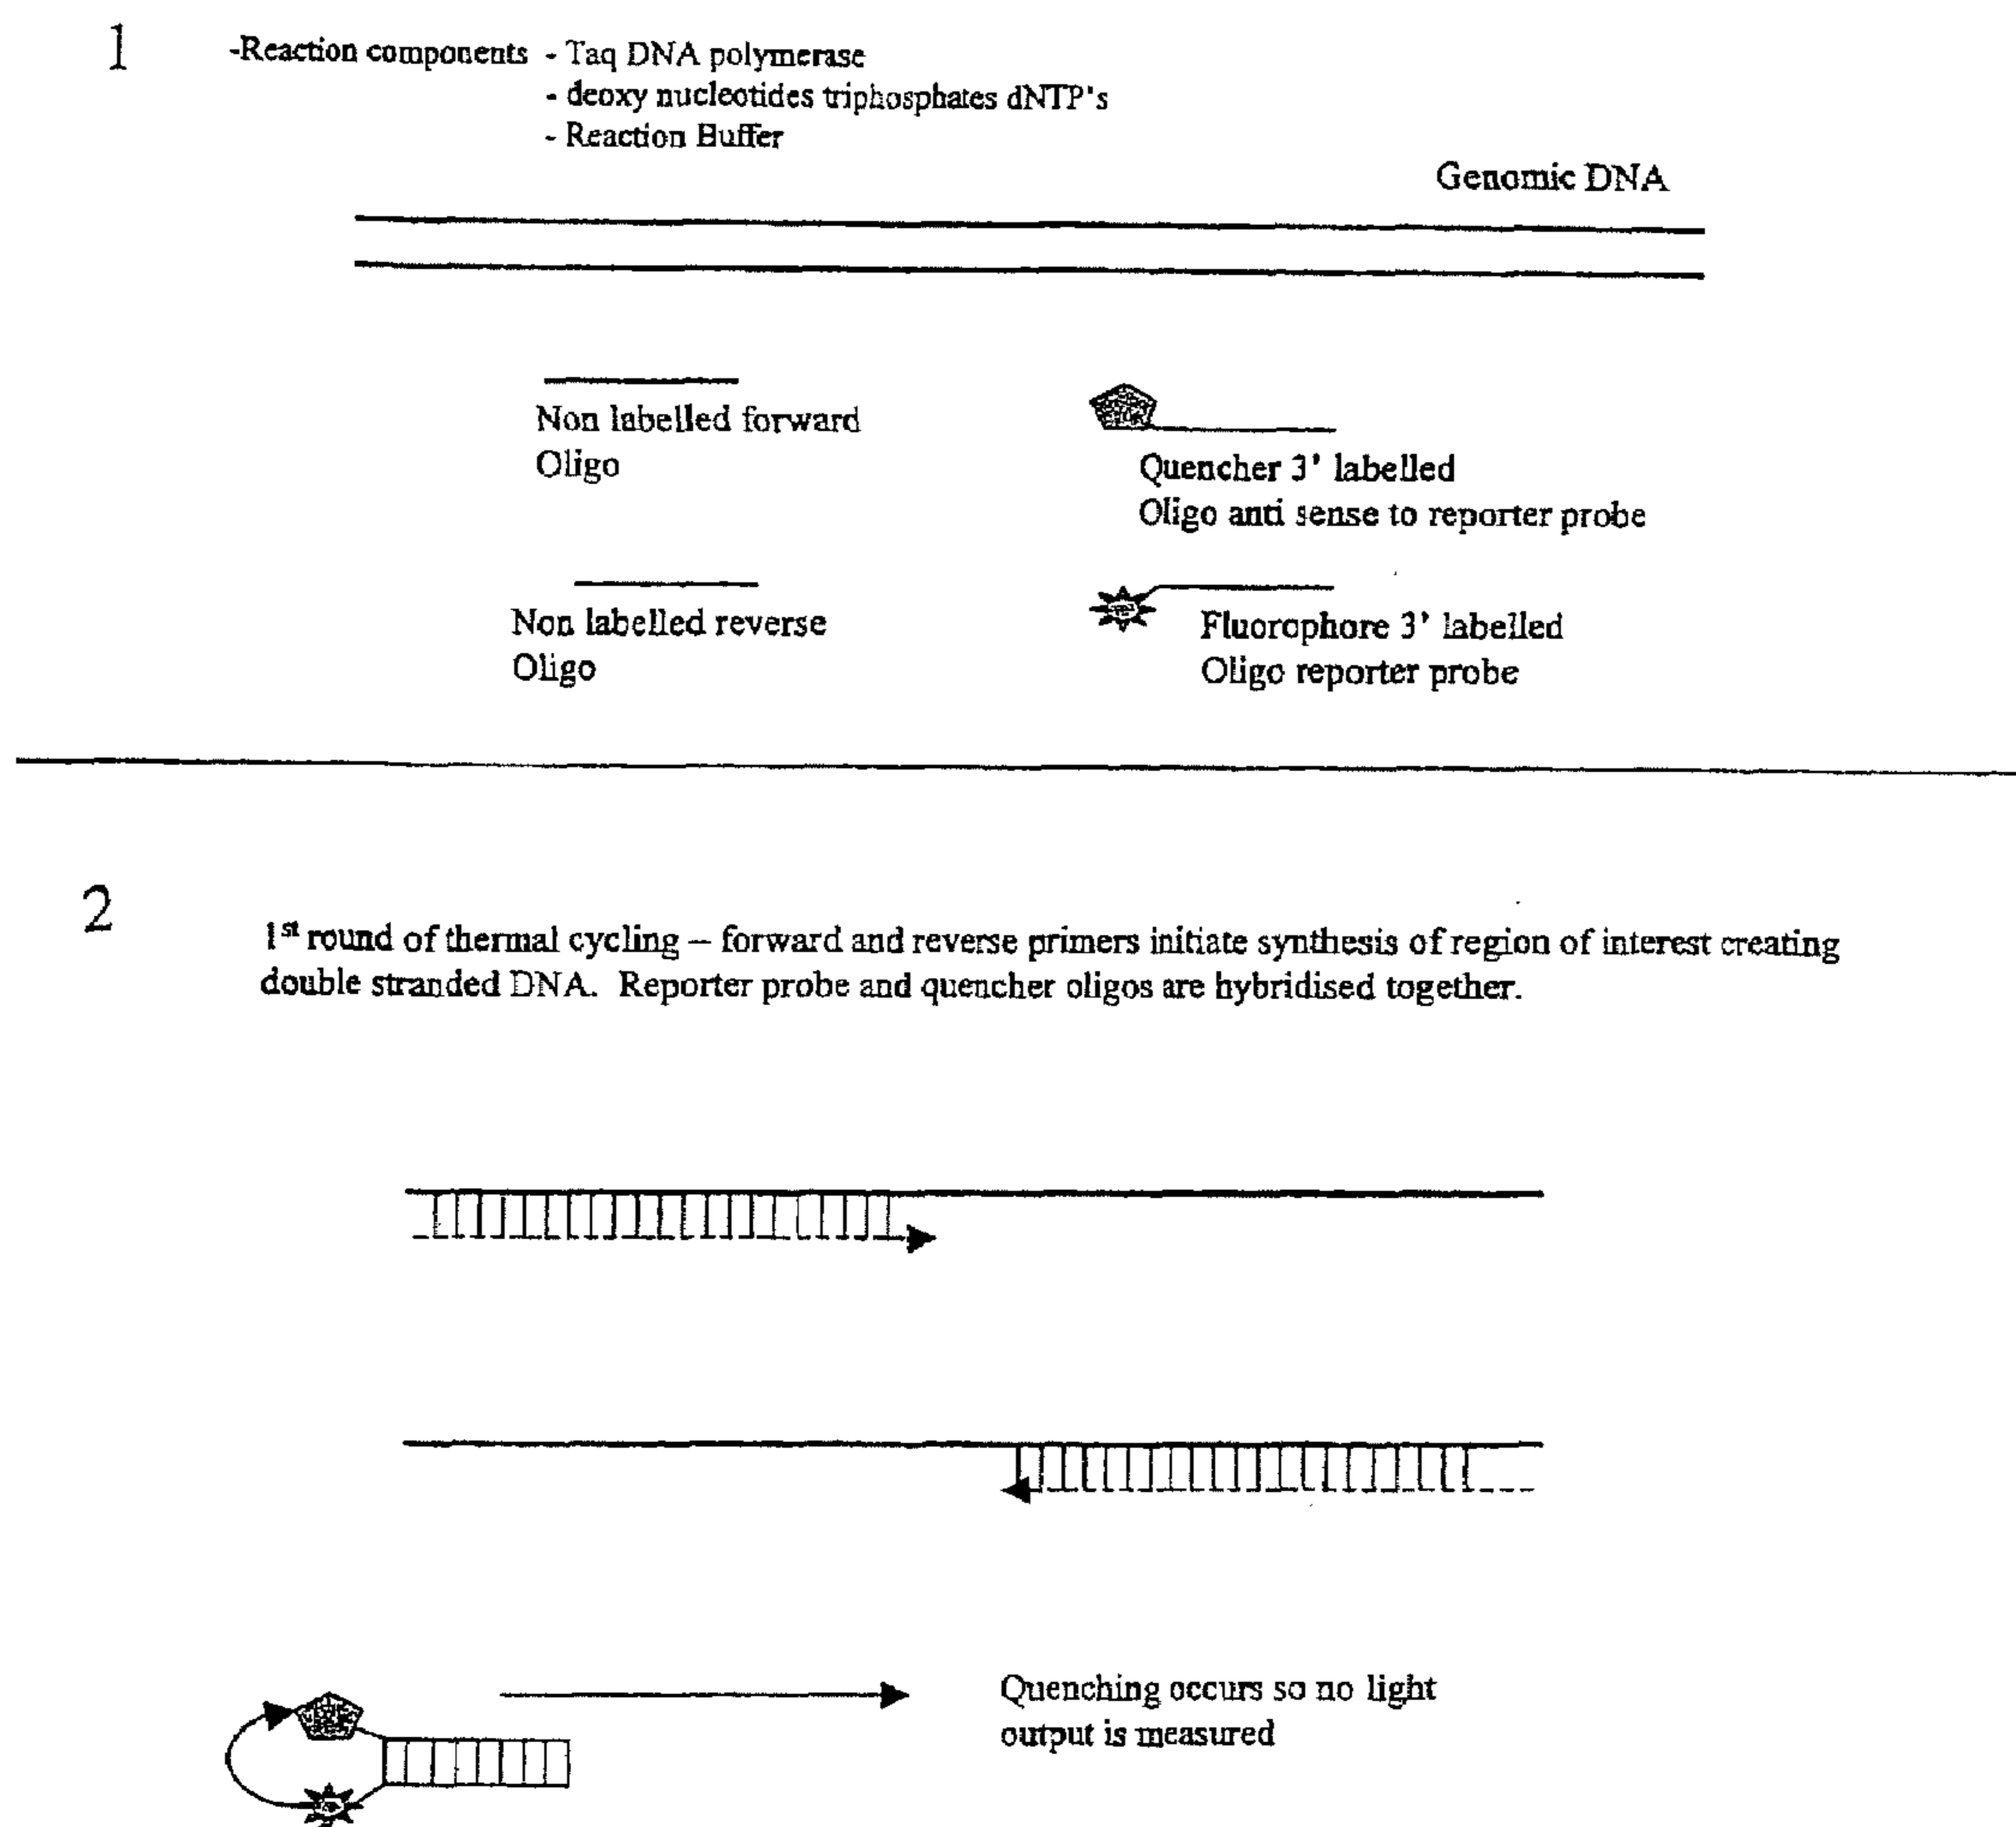 1
-Reaction components - Taq DNA polymerase
- deoxy nucleotides triphosphates dNTP's
- Reaction Buffer
Genomic DNA
Non labelled forward
Oligo
Quencher 3' labelled
Oligo anti sense to reporter probe
Non labelled reverse
Oligo
Fluorophore 3' labelled
Oligo reporter probe
2
1st round of thermal cycling – forward and reverse primers initiate synthesis of region of interest creating
double stranded DNA. Reporter probe and quencher oligos are hybridised together.
Quenching occurs so no light
output is measured